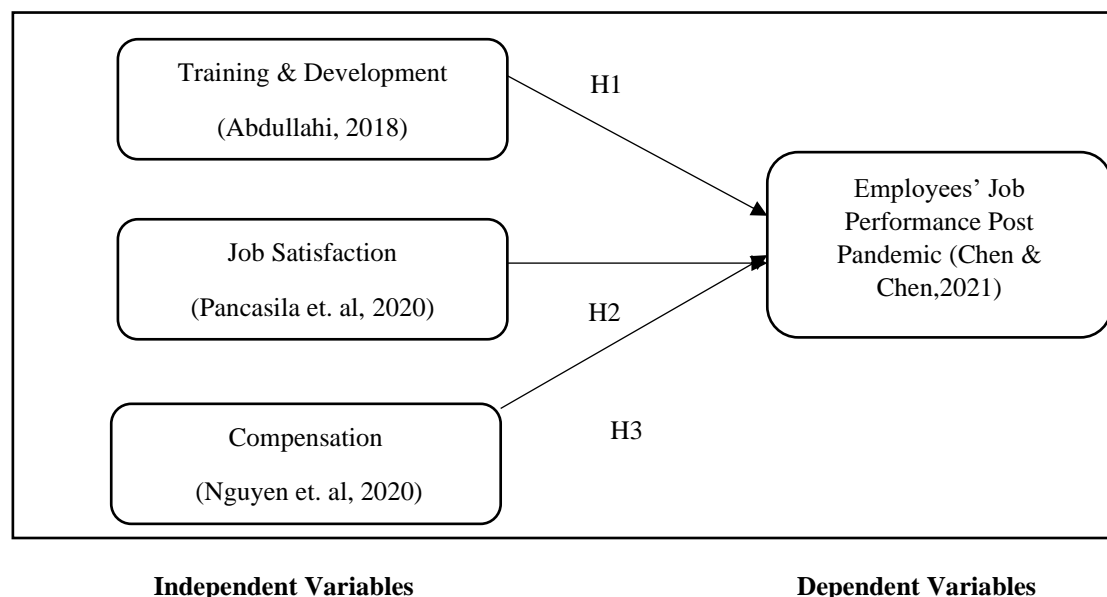 Training & Development
(Abdullahi, 2018)
H1
Employees’ Job
Performance Post
Pandemic (Chen &
Chen,2021)
Job Satisfaction
(Pancasila et. al, 2020)
H2
Compensation
(Nguyen et. al, 2020)
H3
Independent Variables
Dependent Variables